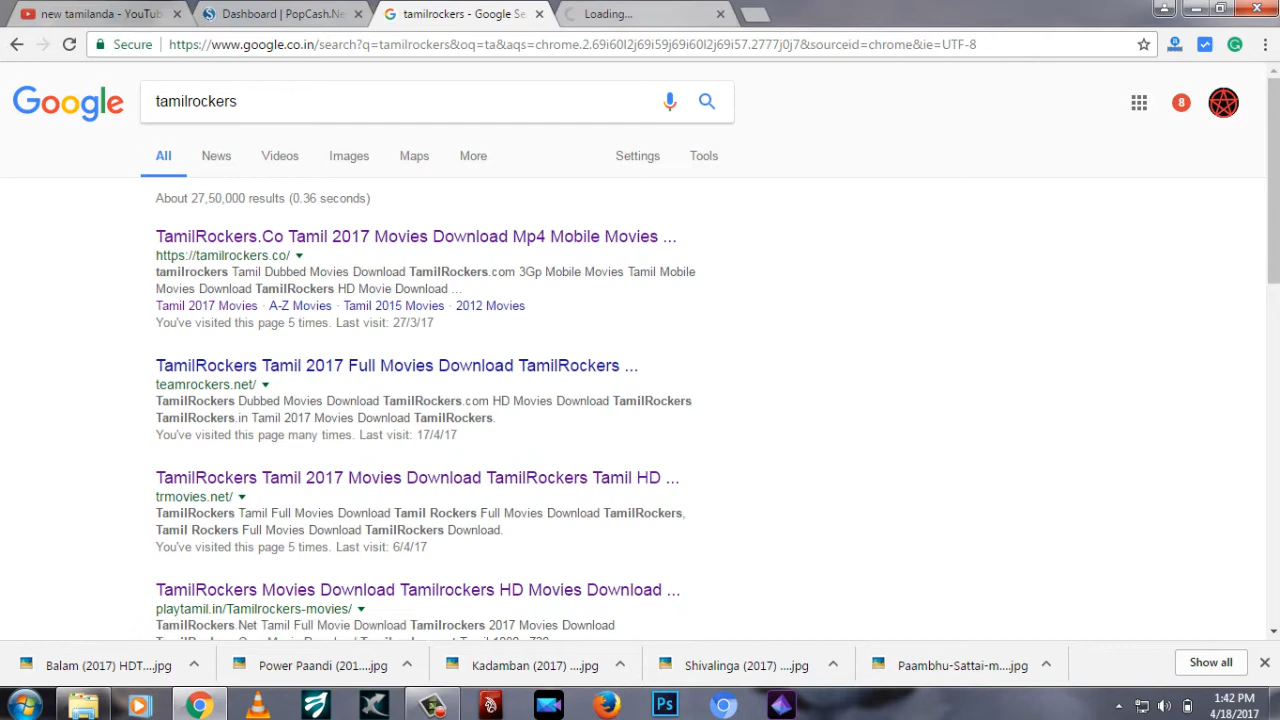 new tamilanda - YouTub
Dashboard | PopCash.Ne
tamilrockers - Google Se
Loading...
Secure
https://www.google.co.in/search?q=tamilrockers&oq=ta&aqs=chrome.2.69i60l2j69i59j69i60l2j69i57.2777j0j7&sourceid=chrome&ie=UTF-8
Google
tamilrockers
8
All News Videos Images Maps More Settings Tools
About 27,50,000 results (0.36 seconds)
TamilRockers.Co Tamil 2017 Movies Download Mp4 Mobile Movies ...
https://tamilrockers.co/
tamilrockers Tamil Dubbed Movies Download TamilRockers.com 3Gp Mobile Movies Tamil Mobile
Movies Download TamilRockers HD Movie Download ...
Tamil 2017 Movies · A-Z Movies · Tamil 2015 Movies · 2012 Movies
You've visited this page 5 times. Last visit: 27/3/17
TamilRockers Tamil 2017 Full Movies Download TamilRockers ...
teamrockers.net/
TamilRockers Dubbed Movies Download TamilRockers.com HD Movies Download TamilRockers
TamilRockers.in Tamil 2017 Movies Download TamilRockers.
You've visited this page many times. Last visit: 17/4/17
TamilRockers Tamil 2017 Movies Download TamilRockers Tamil HD ...
trmovies.net/
TamilRockers Tamil Full Movies Download Tamil Rockers Full Movies Download TamilRockers,
Tamil Rockers Full Movies Download TamilRockers Download.
You've visited this page 5 times. Last visit: 6/4/17
TamilRockers Movies Download Tamilrockers HD Movies Download ...
playtamil.in/Tamilrockers-movies/
TamilRockers.Net Tamil Full Movie Download Tamilrockers 2017 Movies Download
Balam (2017) HDT....jpg
Power Paandi (201....jpg
Kadamban (2017) ....jpg
Shivalinga (2017) ....jpg
Paambhu-Sattai-m....jpg
Show all
Ps
1:42 PM
4/18/2017